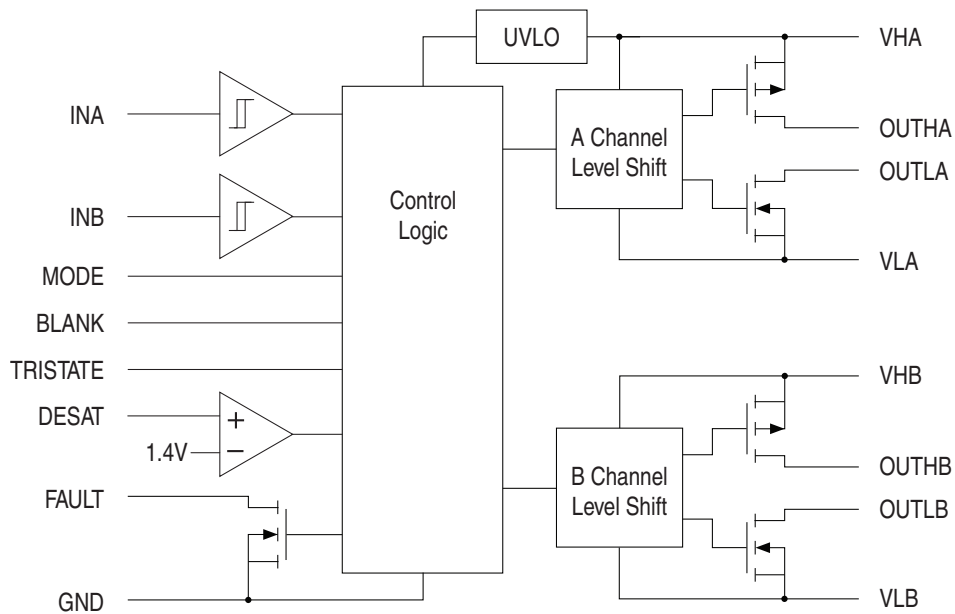 UVLO
VHA
INA
OUTHA
A Channel
Level Shift
OUTLA
Control
Logic
INB
VLA
MODE
BLANK
TRISTATE
VHB
DESAT
+
1.4V
−
B Channel
Level Shift
OUTHB
FAULT
OUTLB
GND
VLB